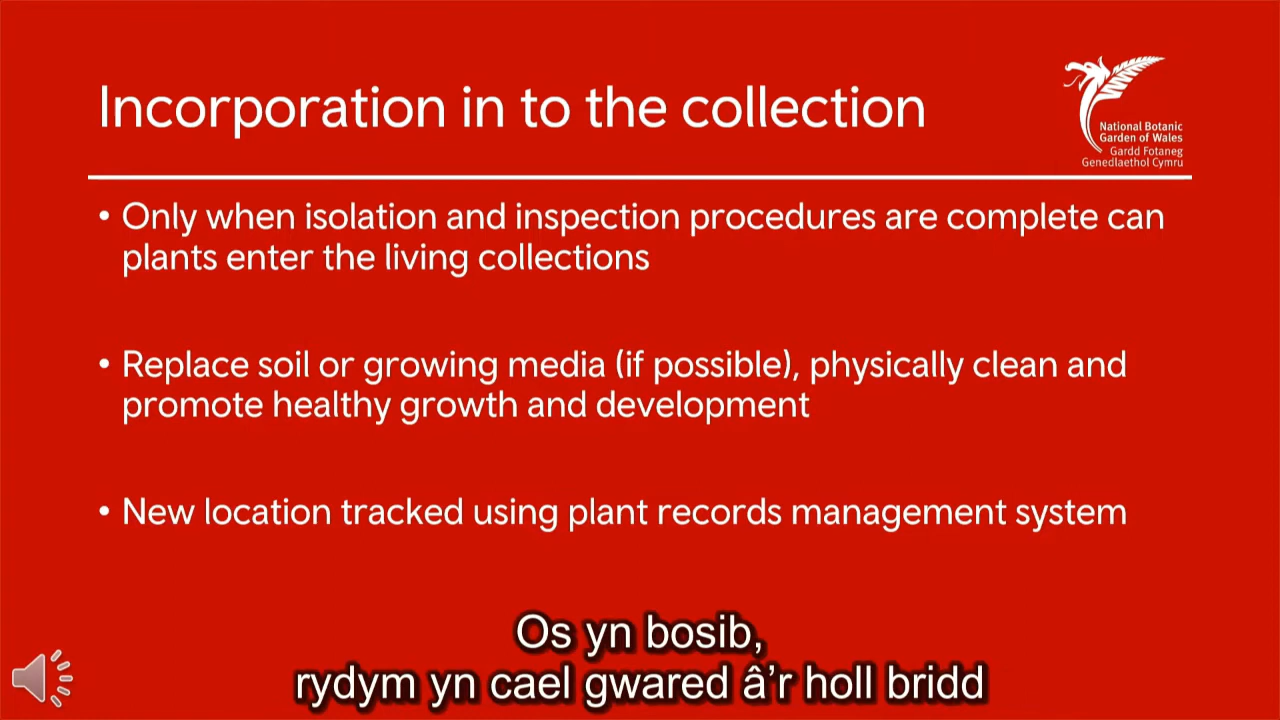 Incorporation in to the collection
National Botanic
Garden of Wales
Gardd Fotaneg
Genedlaethol Cymru
• Only when isolation and inspection procedures are complete can
plants enter the living collections
• Replace soil or growing media (if possible), physically clean and
promote healthy growth and development
• New location tracked using plant records management system
Os yn bosib,
rydym yn cael gwared â’r holl bridd